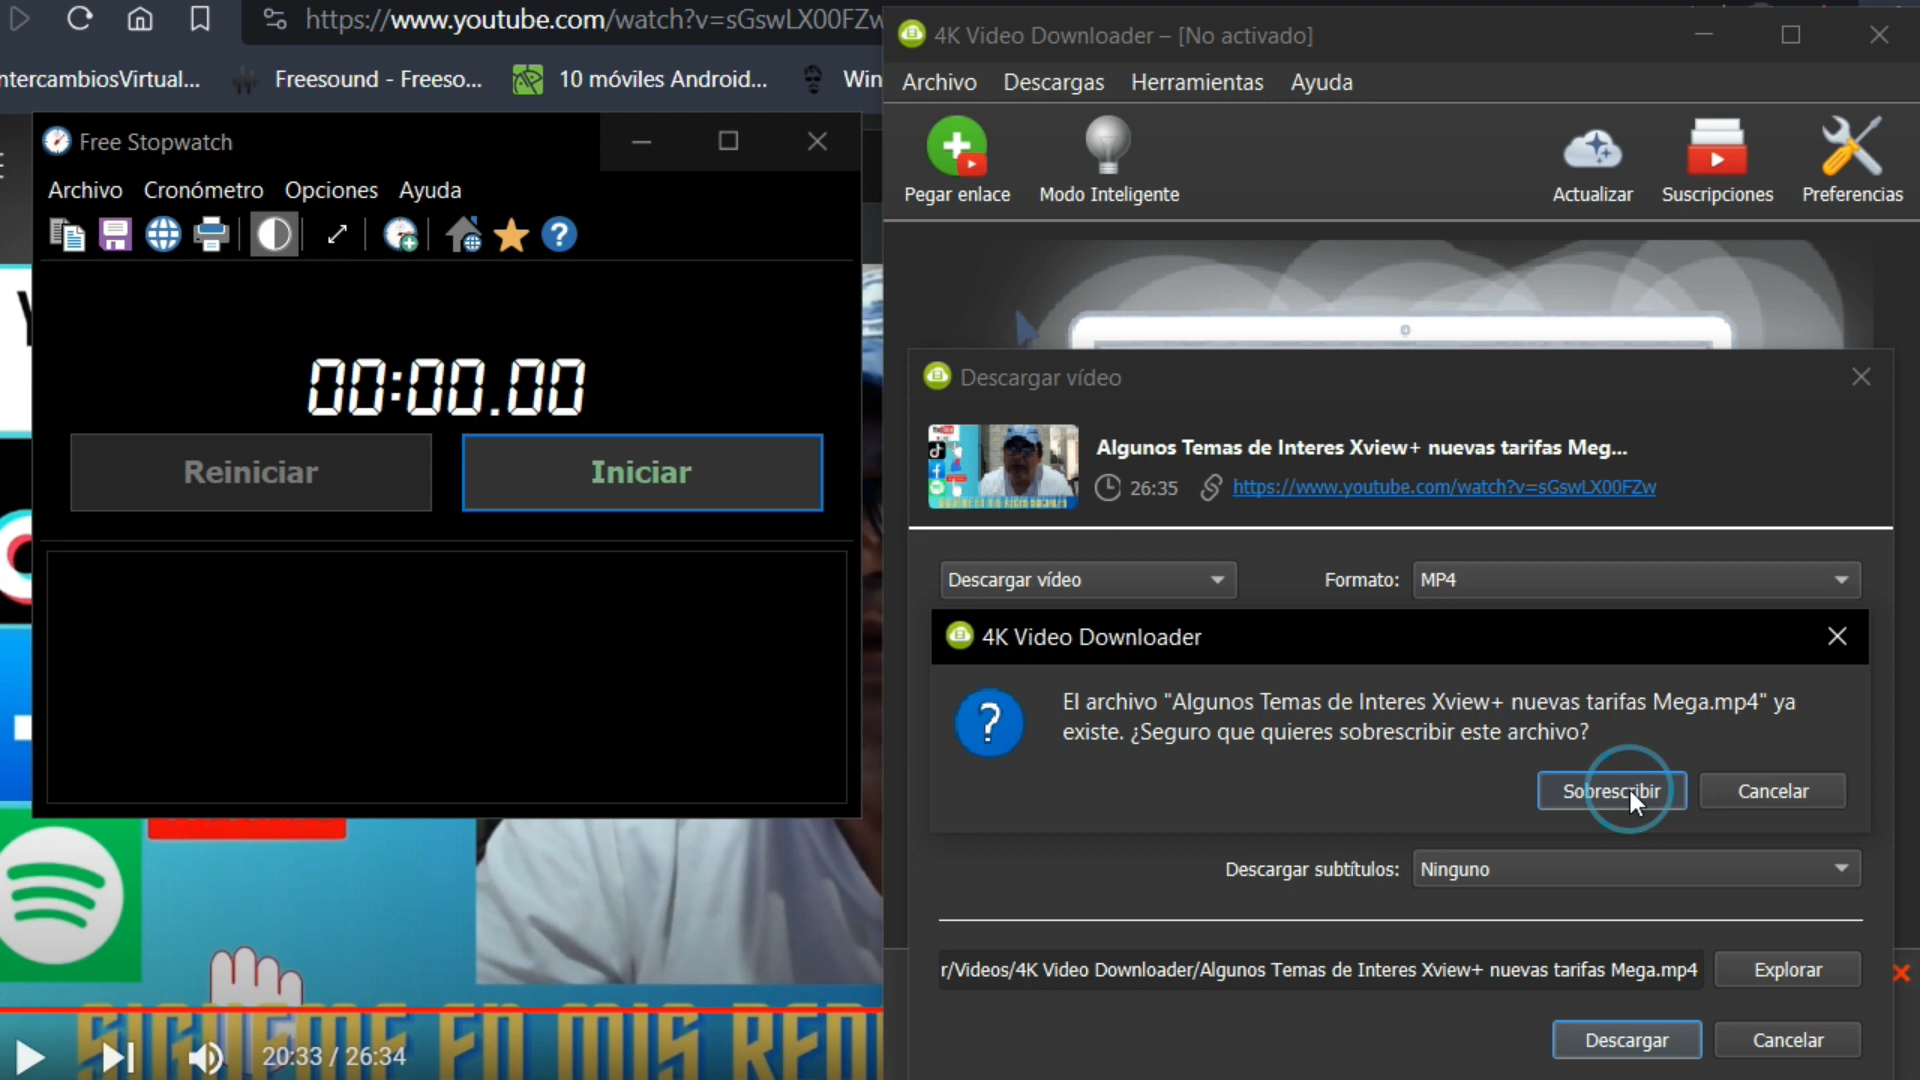 https://www.youtube.com/watch?v=sGswLX00FZw
ntercambiosVirtual...
Freesound - Freeso...
10 móviles Android...
Win
Free Stopwatch
Archivo Cronómetro Opciones Ayuda
00:00.00
Reiniciar
Iniciar
20:33 / 26:34
4K Video Downloader – [No activado]
Archivo Descargas Herramientas Ayuda
Pegar enlace
Modo Inteligente
Actualizar
Suscripciones
Preferencias
Descargar vídeo
Algunos Temas de Interes Xview+ nuevas tarifas Meg...
26:35
https://www.youtube.com/watch?v=sGswLX00FZw
Descargar vídeo
Formato:
MP4
4K Video Downloader
El archivo "Algunos Temas de Interes Xview+ nuevas tarifas Mega.mp4" ya
existe. ¿Seguro que quieres sobrescribir este archivo?
Sobrescribir
Cancelar
Descargar subtítulos:
Ninguno
r/Videos/4K Video Downloader/Algunos Temas de Interes Xview+ nuevas tarifas Mega.mp4
Explorar
Descargar
Cancelar